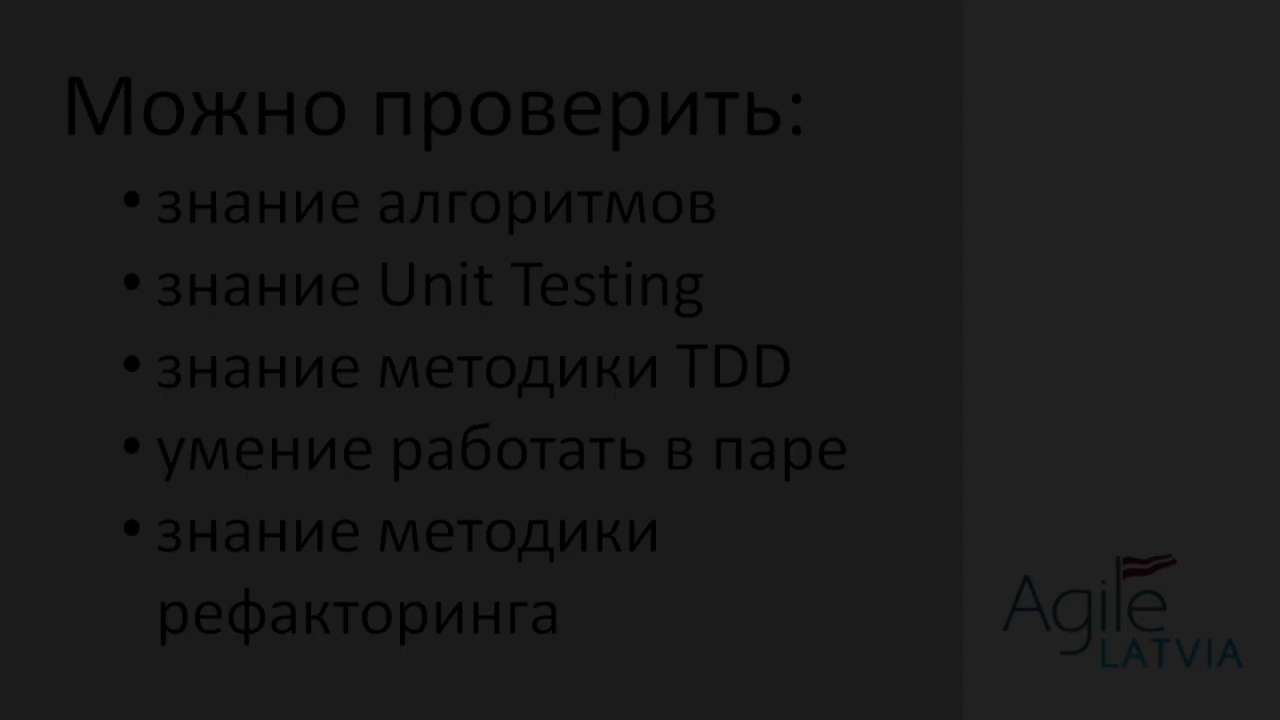 Можно проверить:
• знание алгоритмов
• знание Unit Testing
• знание методики TDD
• умение работать в паре
• знание методики
рефакторинга
Agile
LATVIA